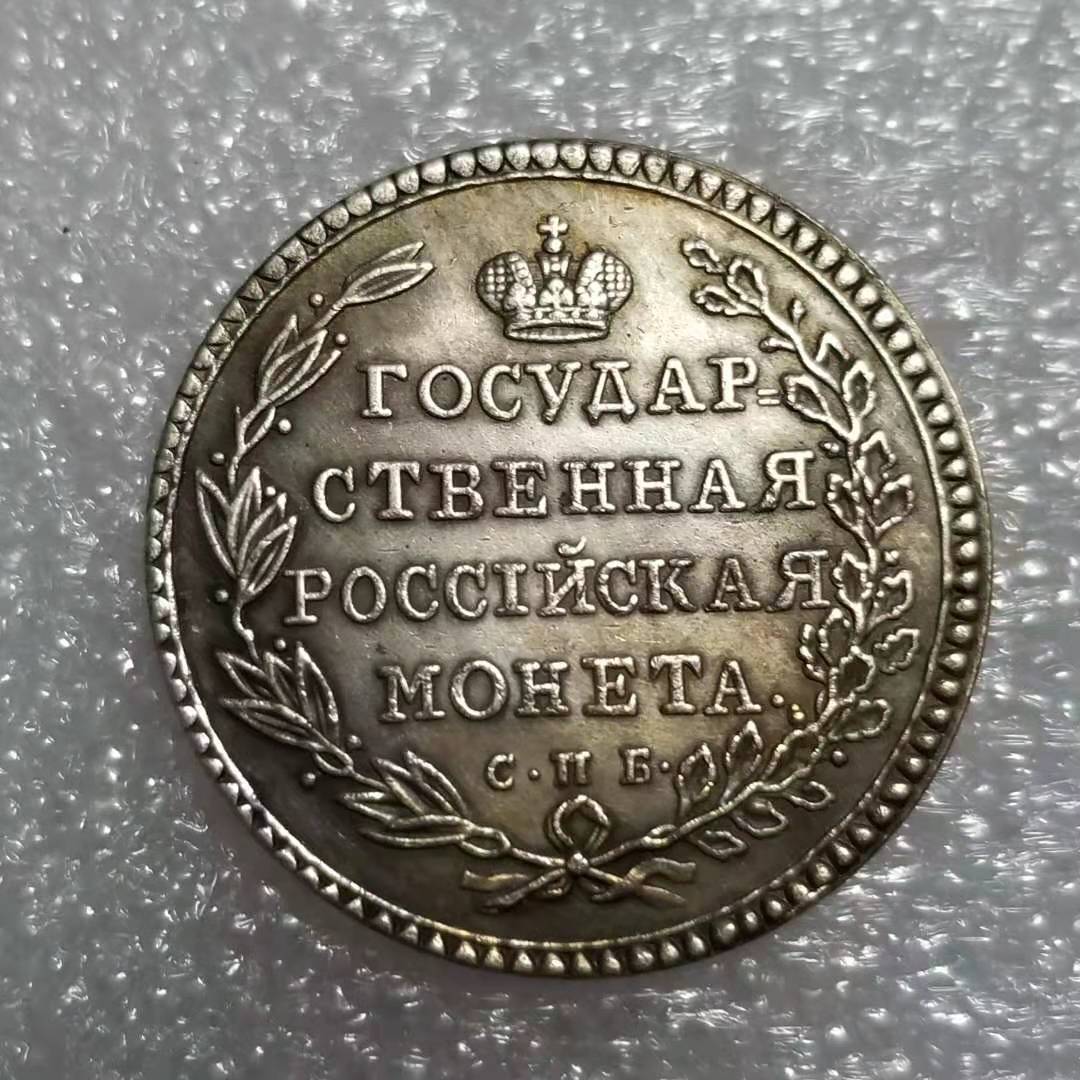 ГОСУДАР=
СТВЕННАЯ
РОССІЙСКАЯ
МОНЕТА.
С·П Б·